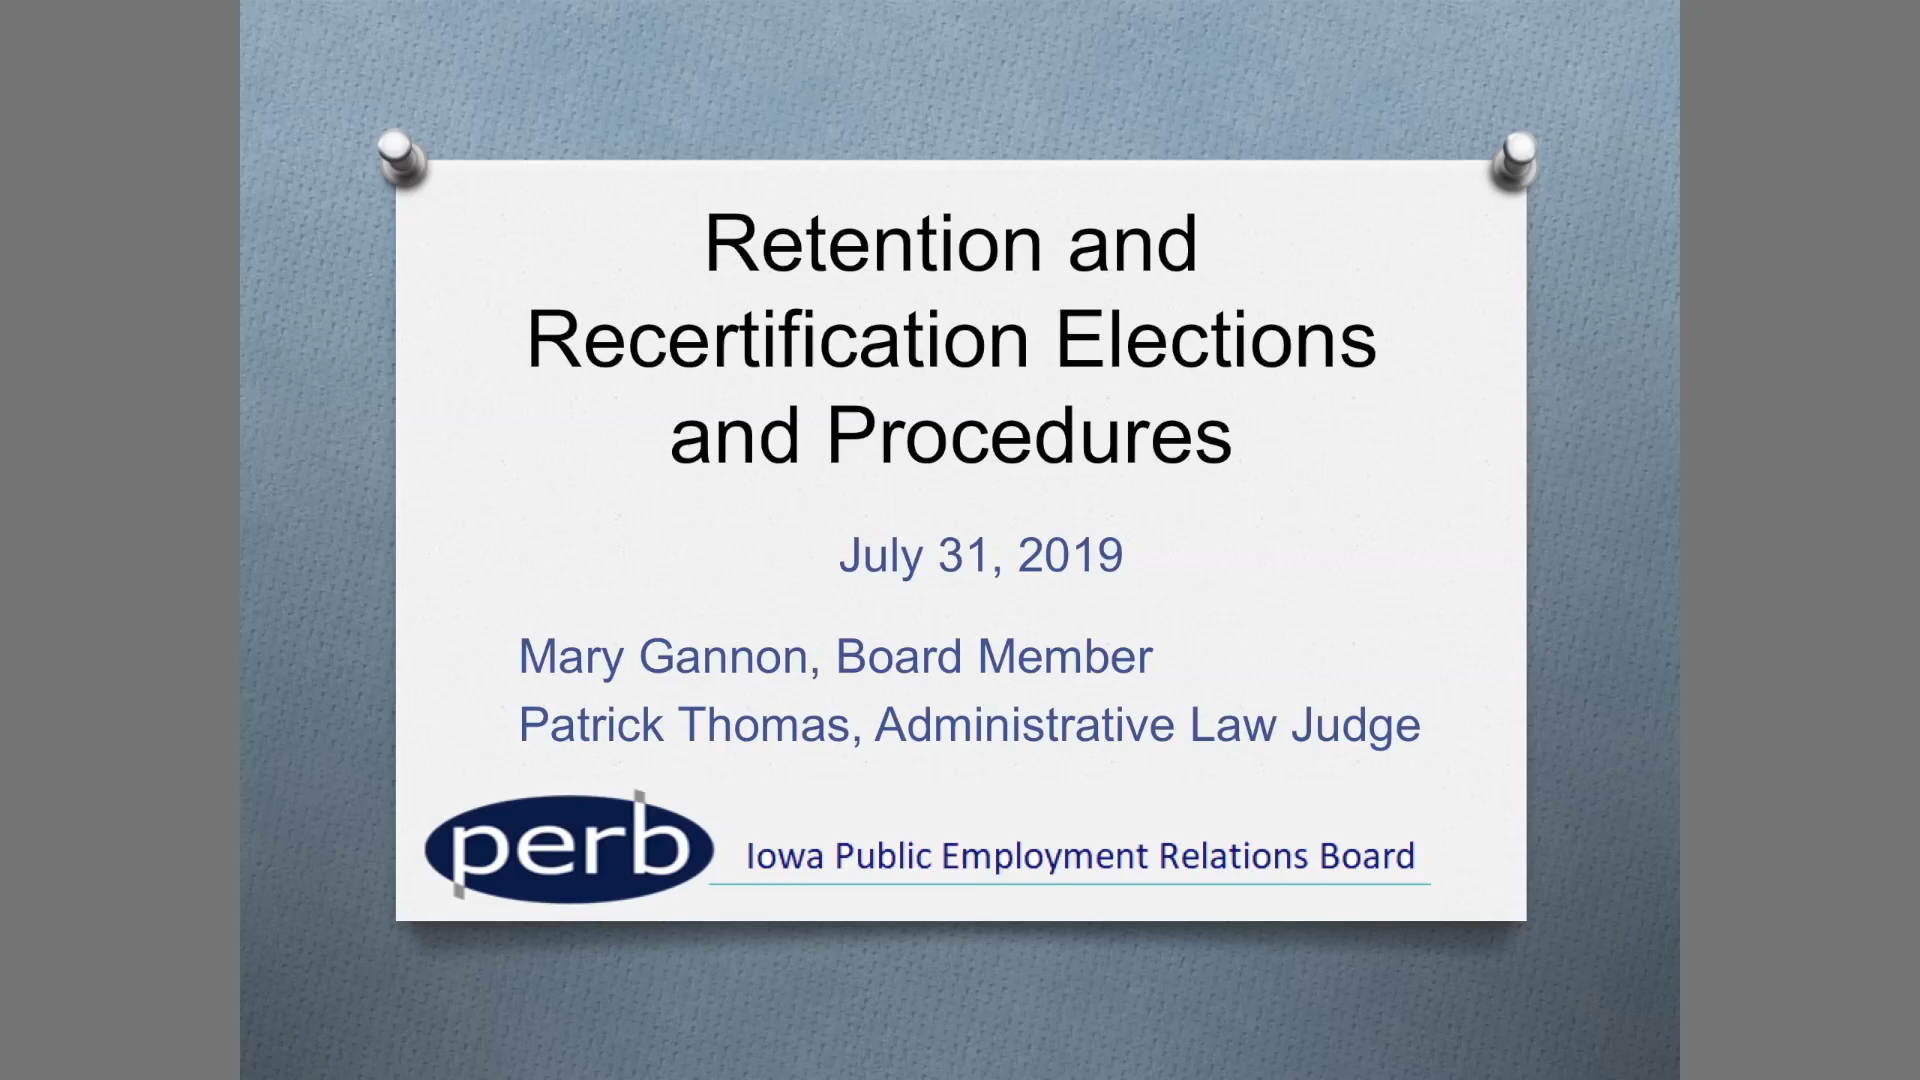 Retention and
Recertification Elections
and Procedures
July 31, 2019
Mary Gannon, Board Member
Patrick Thomas, Administrative Law Judge
perb
Iowa Public Employment Relations Board